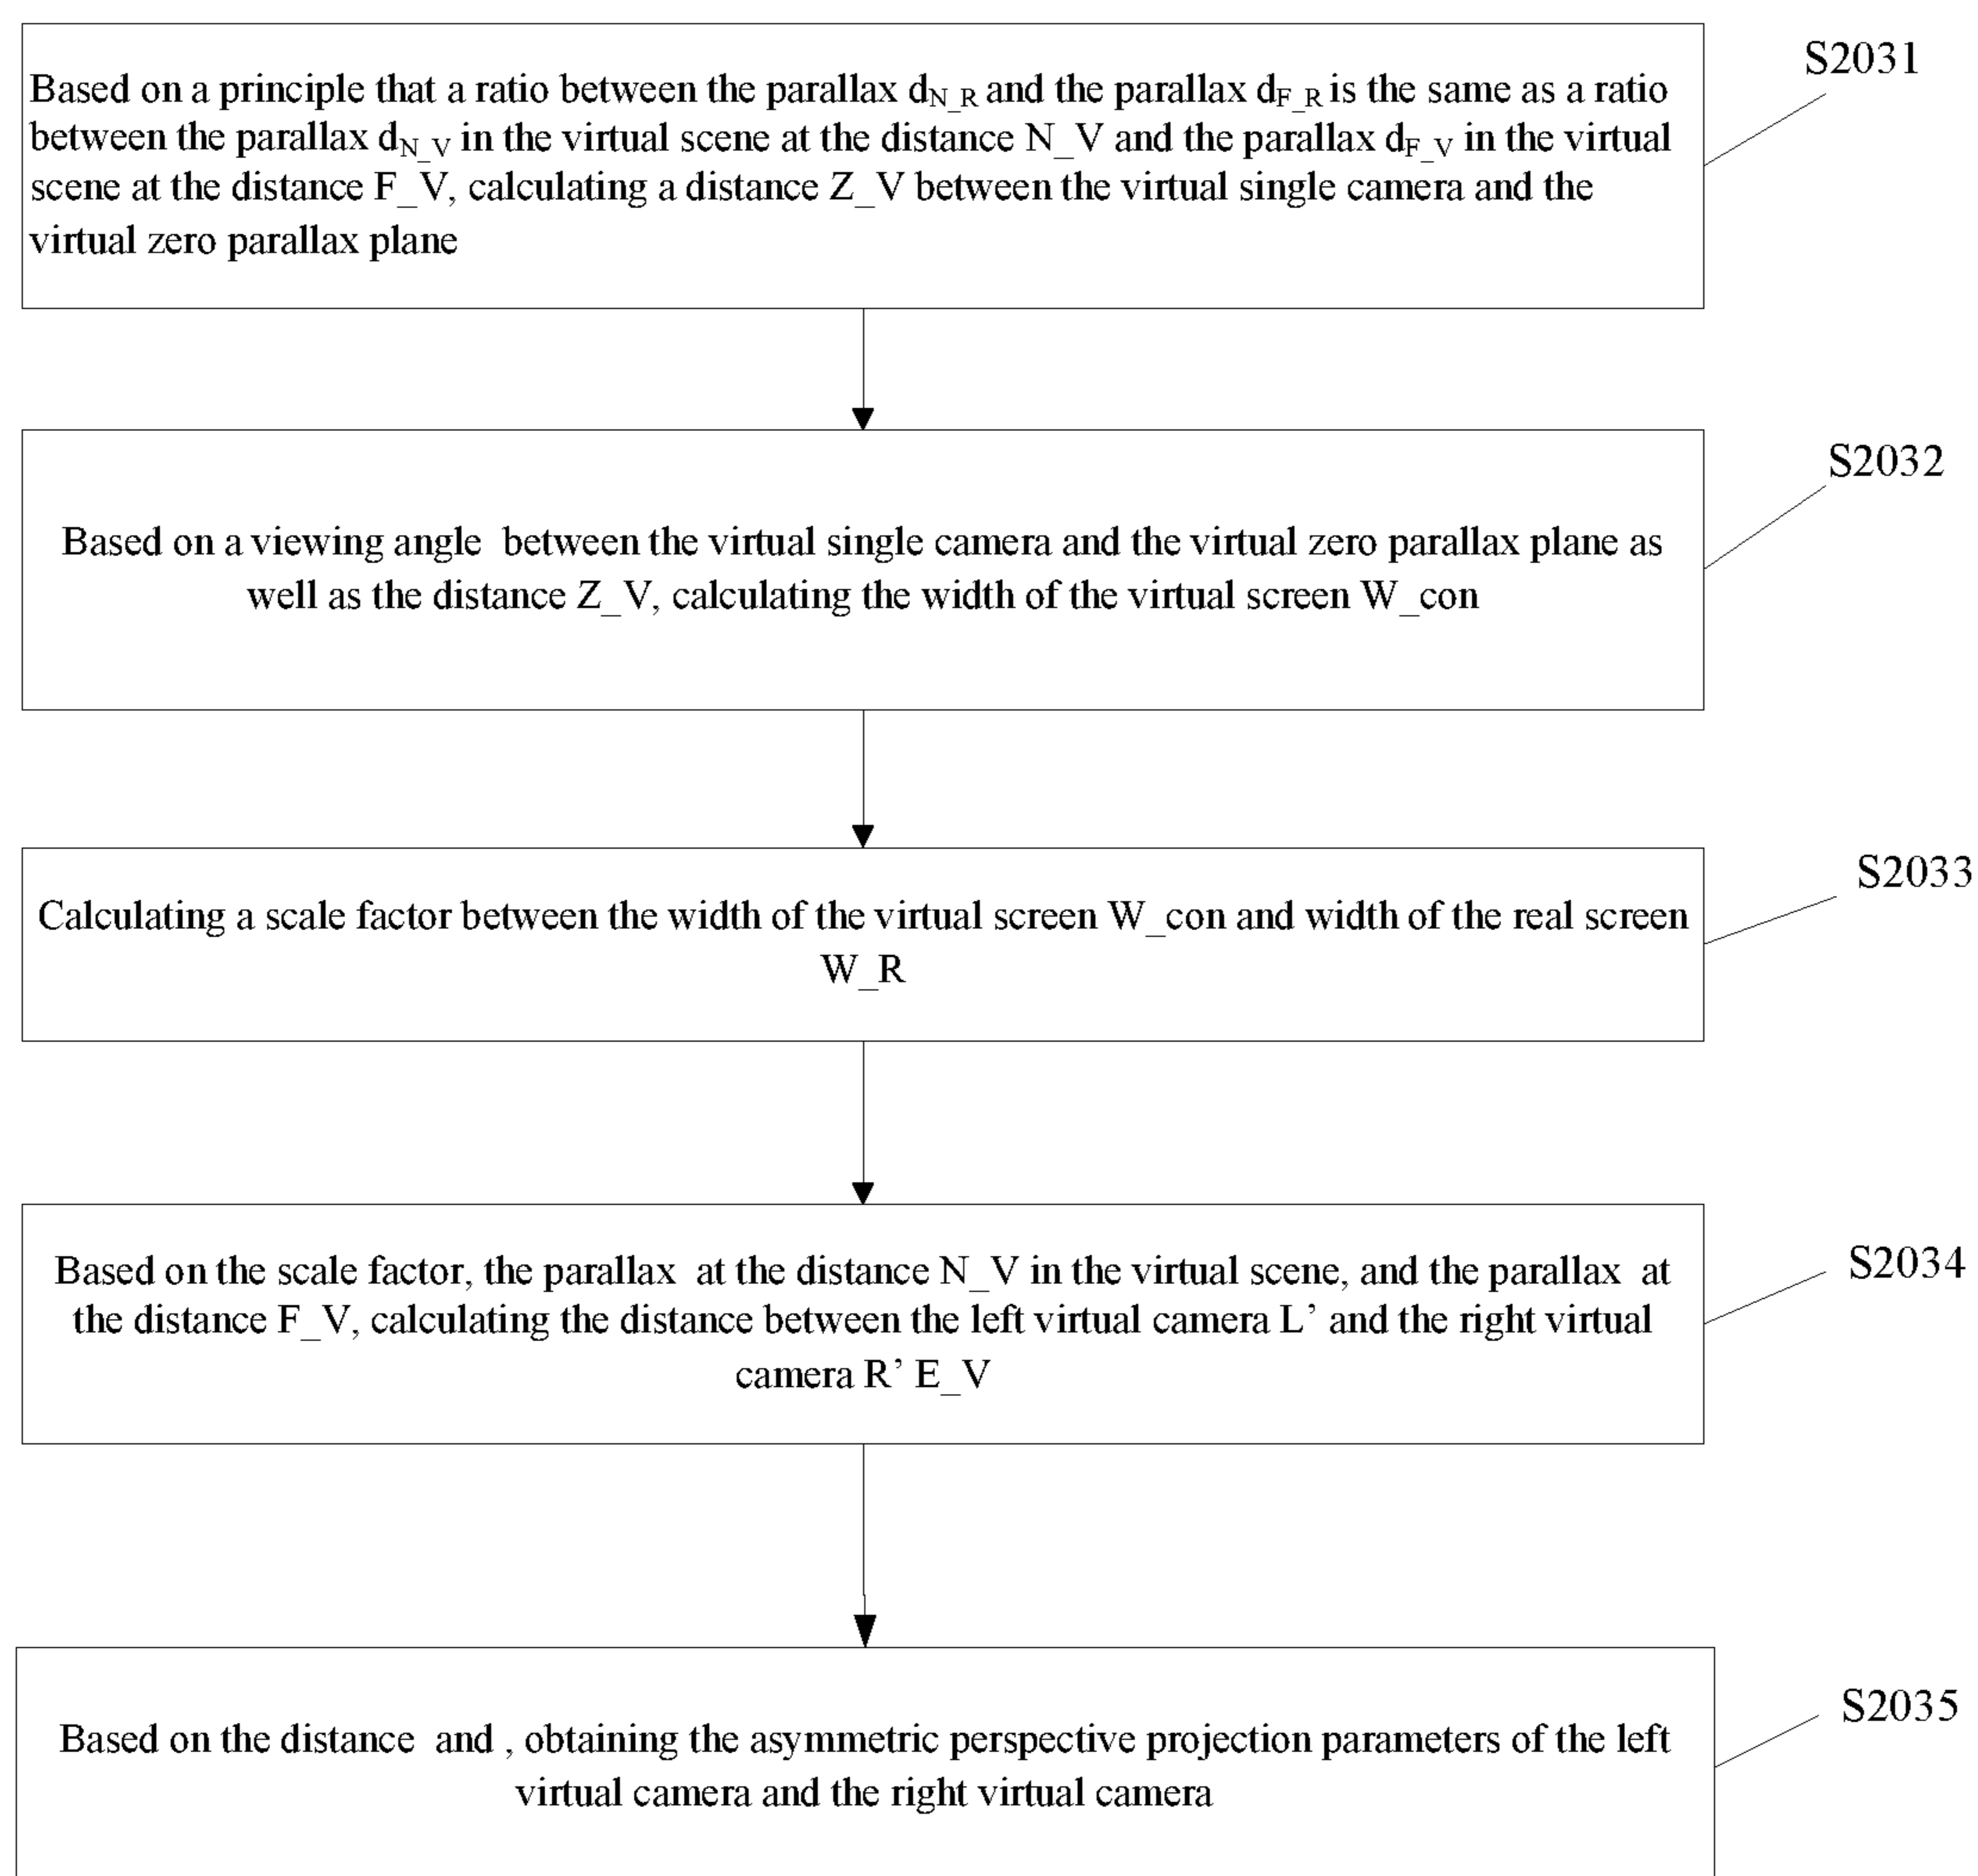 Based on a principle that a ratio between the parallax d_N_R and the parallax d_F_R is the same as a ratio
between the parallax d_N_V in the virtual scene at the distance N_V and the parallax d_F_V in the virtual
scene at the distance F_V, calculating a distance Z_V between the virtual single camera and the
virtual zero parallax plane
S2031
Based on a viewing angle between the virtual single camera and the virtual zero parallax plane as
well as the distance Z_V, calculating the width of the virtual screen W_con
S2032
Calculating a scale factor between the width of the virtual screen W_con and width of the real screen
W_R
S2033
Based on the scale factor, the parallax at the distance N_V in the virtual scene, and the parallax at
the distance F_V, calculating the distance between the left virtual camera L’ and the right virtual
camera R’ E_V
S2034
Based on the distance and , obtaining the asymmetric perspective projection parameters of the left
virtual camera and the right virtual camera
S2035